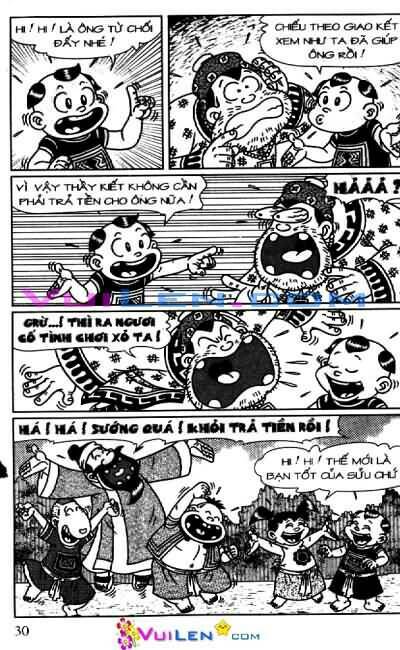 HI! HI! LÀ ÔNG TỪ CHỐI
ĐẤY NHÉ!
CHIẾU THEO GIAO KẾT
XEM NHƯ TA ĐÃ GIÚP
ÔNG RỒI!
VÌ VẬY THẦY KIẾT KHÔNG CẦN
PHẢI TRẢ TIỀN CHO ÔNG NỮA!
HẢẢẢ?
VUILEN.COM
GRỪ...! THÌ RA NGƯƠI
CỐ TÌNH CHƠI XỎ TA!
HÁ! HÁ! SƯỚNG QUÁ! KHỎI TRẢ TIỀN RỒI!
HI! HI! THẾ MỚI LÀ
BẠN TỐT CỦA SỬU CHỨ
30
VUILEN.COM